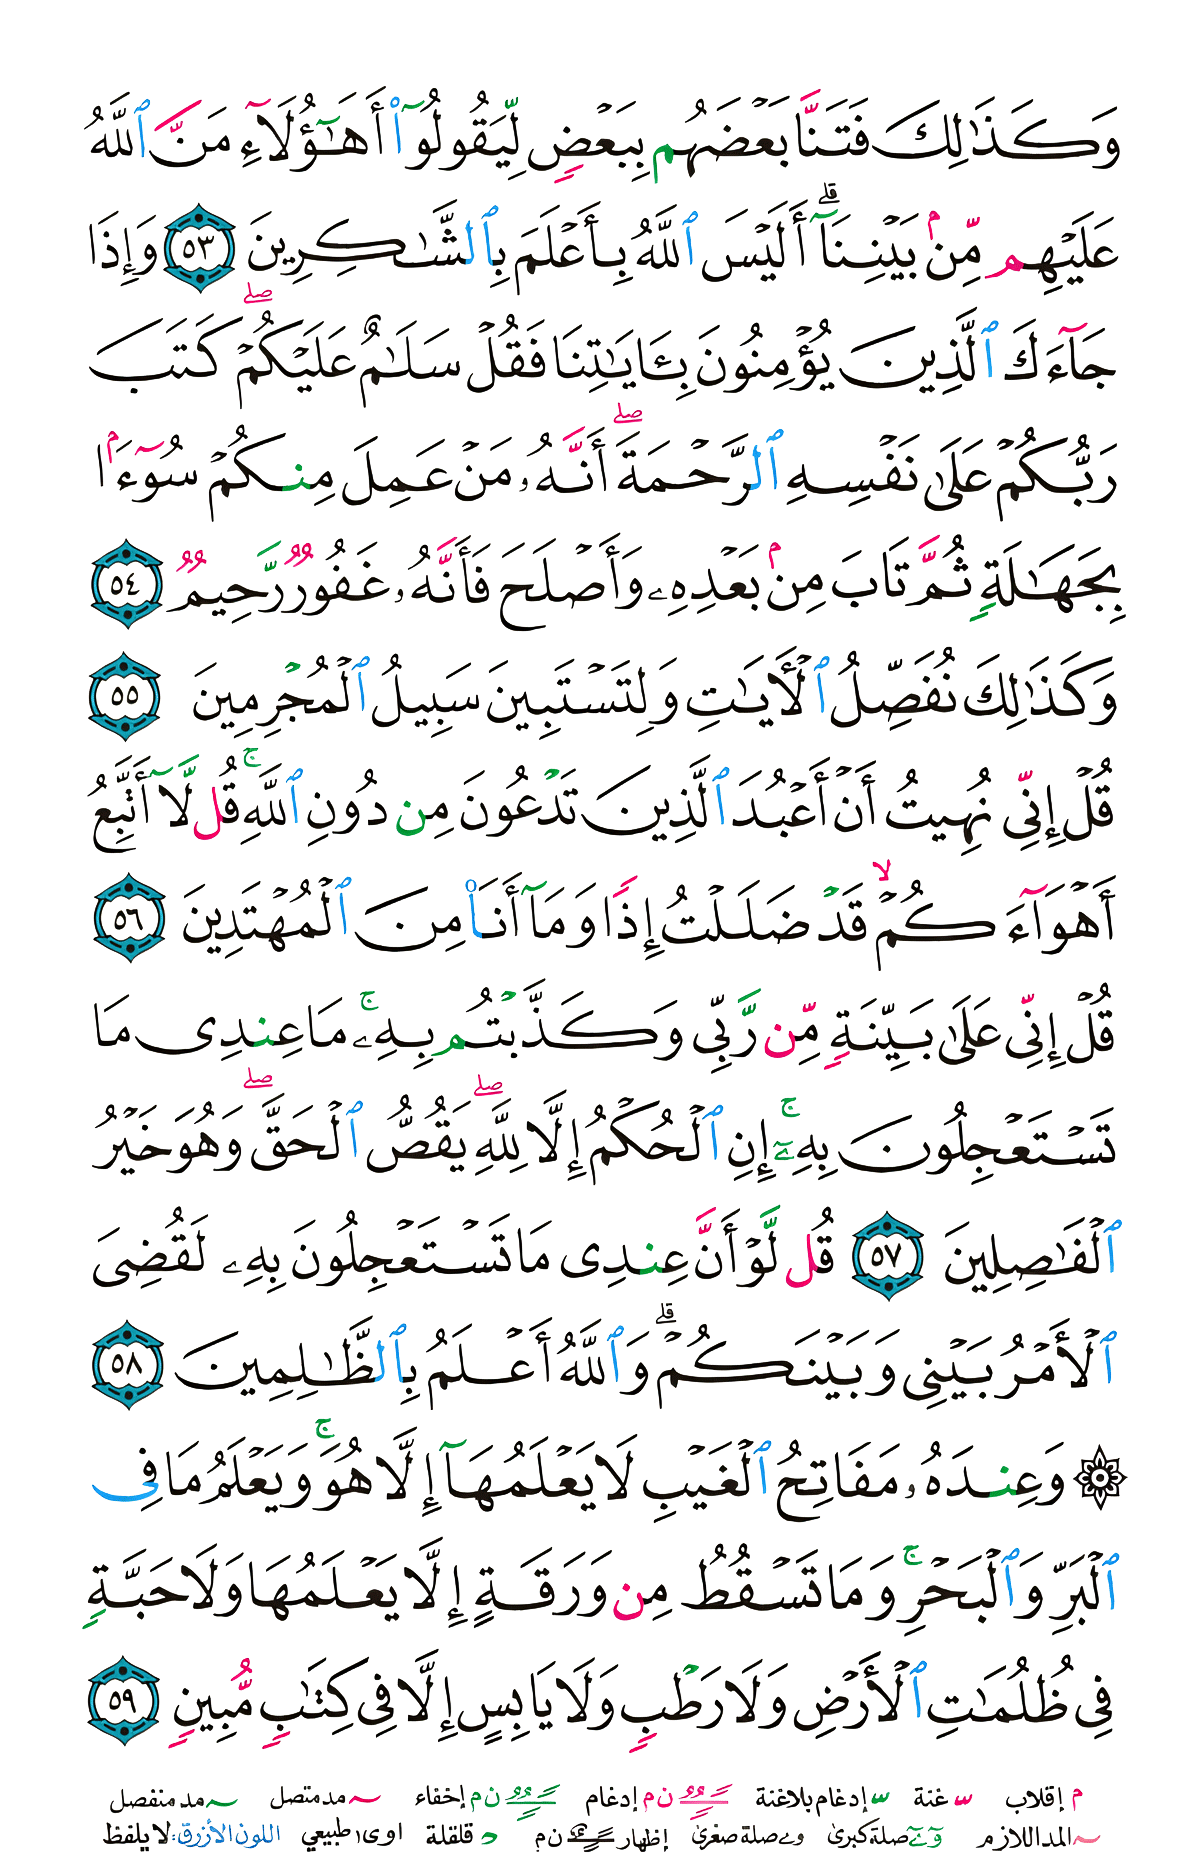 وَكَذَٰلِكَ فَتَنَّا بَعْضَهُم بِبَعْضٍ لِّيَقُولُوٓا۟ أَهَـٰٓؤُلَآءِ مَنَّ ٱللَّهُ
عَلَيْهِم مِّنۢ بَيْنِنَآ ۗ أَلَيْسَ ٱللَّهُ بِأَعْلَمَ بِٱلشَّـٰكِرِينَ ٥٣ وَإِذَا
جَآءَكَ ٱلَّذِينَ يُؤْمِنُونَ بِـَٔايَـٰتِنَا فَقُلْ سَلَـٰمٌ عَلَيْكُمْ ۖ كَتَبَ
رَبُّكُمْ عَلَىٰ نَفْسِهِ ٱلرَّحْمَةَ ۖ أَنَّهُۥ مَنْ عَمِلَ مِنكُمْ سُوٓءًۢا
بِجَهَـٰلَةٍ ثُمَّ تَابَ مِنۢ بَعْدِهِۦ وَأَصْلَحَ فَأَنَّهُۥ غَفُورٌ رَّحِيمٌ ٥٤
وَكَذَٰلِكَ نُفَصِّلُ ٱلْأَيَـٰتِ وَلِتَسْتَبِينَ سَبِيلُ ٱلْمُجْرِمِينَ ٥٥
قُلْ إِنِّى نُهِيتُ أَنْ أَعْبُدَ ٱلَّذِينَ تَدْعُونَ مِن دُونِ ٱللَّهِ ۚ قُل لَّآ أَتَّبِعُ
أَهْوَآءَكُمْ ۙ قَدْ ضَلَلْتُ إِذًا وَمَآ أَنَا۠ مِنَ ٱلْمُهْتَدِينَ ٥٦
قُلْ إِنِّى عَلَىٰ بَيِّنَةٍ مِّن رَّبِّى وَكَذَّبْتُم بِهِۦ ۚ مَا عِندِى مَا
تَسْتَعْجِلُونَ بِهِۦٓ ۚ إِنِ ٱلْحُكْمُ إِلَّا لِلَّهِ ۖ يَقُصُّ ٱلْحَقَّ ۖ وَهُوَ خَيْرُ
ٱلْفَـٰصِلِينَ ٥٧ قُل لَّوْ أَنَّ عِندِى مَا تَسْتَعْجِلُونَ بِهِۦ لَقُضِىَ
ٱلْأَمْرُ بَيْنِى وَبَيْنَكُمْ ۗ وَٱللَّهُ أَعْلَمُ بِٱلظَّـٰلِمِينَ ٥٨
۞ وَعِندَهُۥ مَفَاتِحُ ٱلْغَيْبِ لَا يَعْلَمُهَآ إِلَّا هُوَ ۚ وَيَعْلَمُ مَا فِى
ٱلْبَرِّ وَٱلْبَحْرِ ۚ وَمَا تَسْقُطُ مِن وَرَقَةٍ إِلَّا يَعْلَمُهَا وَلَا حَبَّةٍ
فِى ظُلُمَـٰتِ ٱلْأَرْضِ وَلَا رَطْبٍ وَلَا يَابِسٍ إِلَّا فِى كِتَـٰبٍ مُّبِينٍ ٥٩
م إقلاب غنة إدغام بلاغنة ن م إدغام ن م إخفاء مد متصل مد منفصل
المد اللازم صلة كبرى وے صلة صغرى إظهار ن م قلقلة اوى طبيعي اللون الأزرق: لا يلفظ